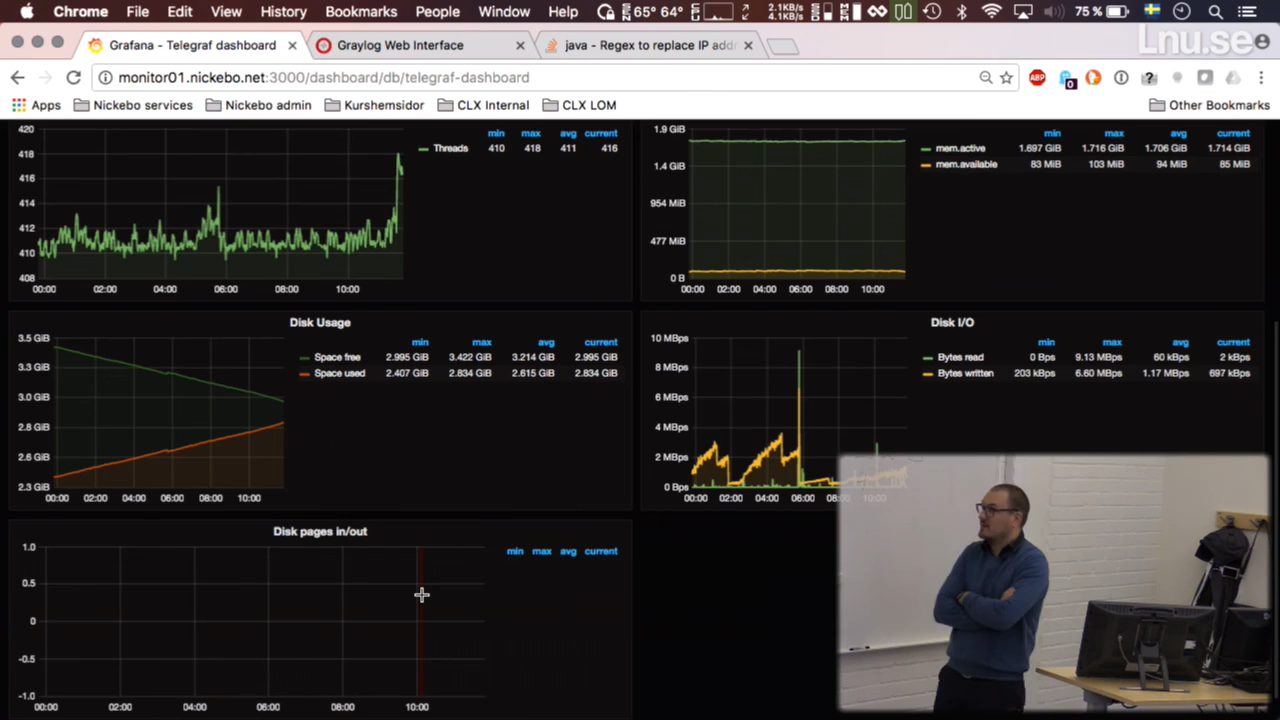 Chrome File Edit View History Bookmarks People Window Help 65° 64° 2.1KB/s 4.1KB/s 75 %
Grafana - Telegraf dashboard Graylog Web Interface java - Regex to replace IP addr
Lnu.se
monitor01.nickebo.net:3000/dashboard/db/telegraf-dashboard
ABP 0
Apps Nickebo services Nickebo admin Kurshemsidor CLX Internal CLX LOM Other Bookmarks
420
418
416
414
412
410
408
00:00 02:00 04:00 06:00 08:00 10:00
min max avg current
Threads 410 418 411 416
1.9 GiB
1.4 GiB
954 MiB
477 MiB
0 B
00:00 02:00 04:00 06:00 08:00 10:00
min max avg current
mem.active 1.697 GiB 1.716 GiB 1.706 GiB 1.714 GiB
mem.available 83 MiB 103 MiB 94 MiB 85 MiB
Disk Usage
3.5 GiB
3.3 GiB
3.0 GiB
2.8 GiB
2.6 GiB
2.3 GiB
00:00 02:00 04:00 06:00 08:00 10:00
min max avg current
Space free 2.995 GiB 3.422 GiB 3.214 GiB 2.995 GiB
Space used 2.407 GiB 2.834 GiB 2.615 GiB 2.834 GiB
Disk I/O
10 MBps
8 MBps
6 MBps
4 MBps
2 MBps
0 Bps
00:00 02:00 04:00 06:00 08:00 10:00
min max avg current
Bytes read 0 Bps 9.13 MBps 60 kBps 2 kBps
Bytes written 203 kBps 6.60 MBps 1.17 MBps 697 kBps
Disk pages in/out
1.0
0.5
0
-0.5
-1.0
00:00 02:00 04:00 06:00 08:00 10:00
min max avg current